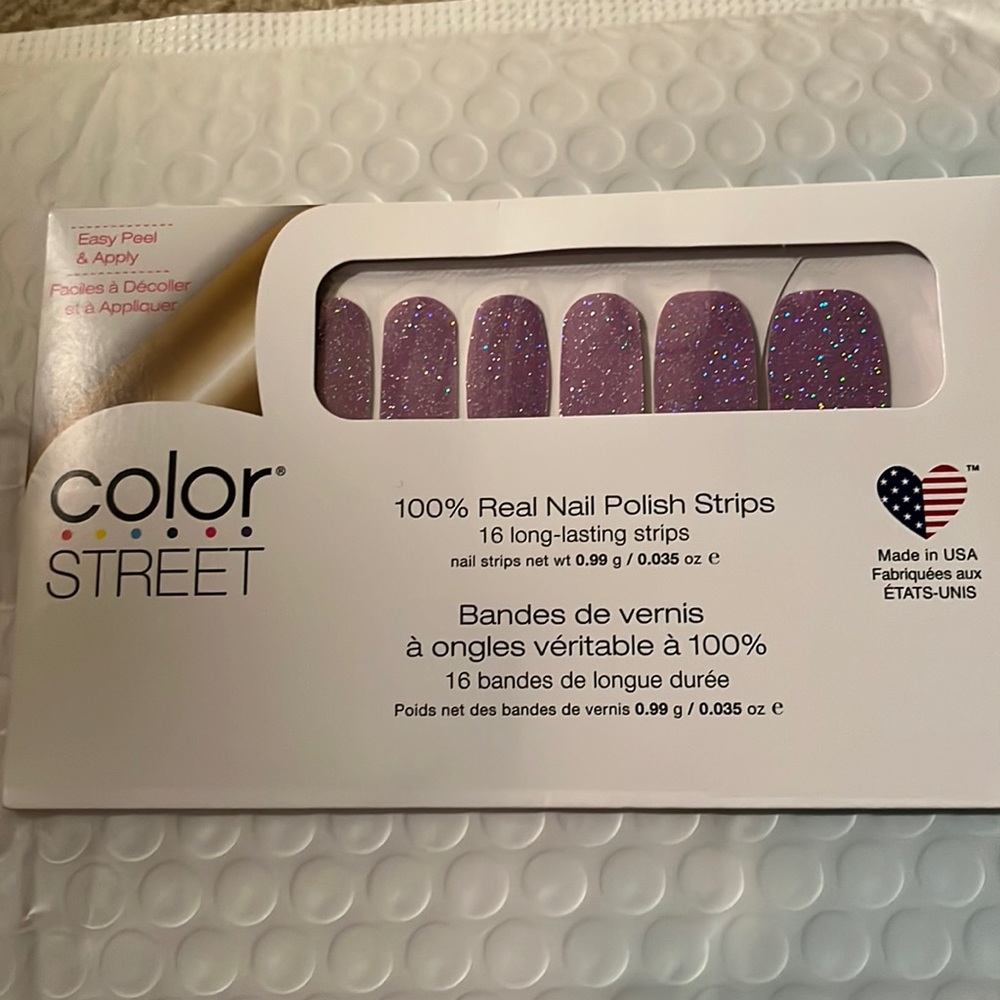 Easy Peel
& Apply
Faciles à Décoller
et à Appliquer
color®
STREET
100% Real Nail Polish Strips
16 long-lasting strips
nail strips net wt 0.99 g / 0.035 oz ℮
Bandes de vernis
à ongles véritable à 100%
16 bandes de longue durée
Poids net des bandes de vernis 0.99 g / 0.035 oz ℮
™
Made in USA
Fabriquées aux
ÉTATS-UNIS